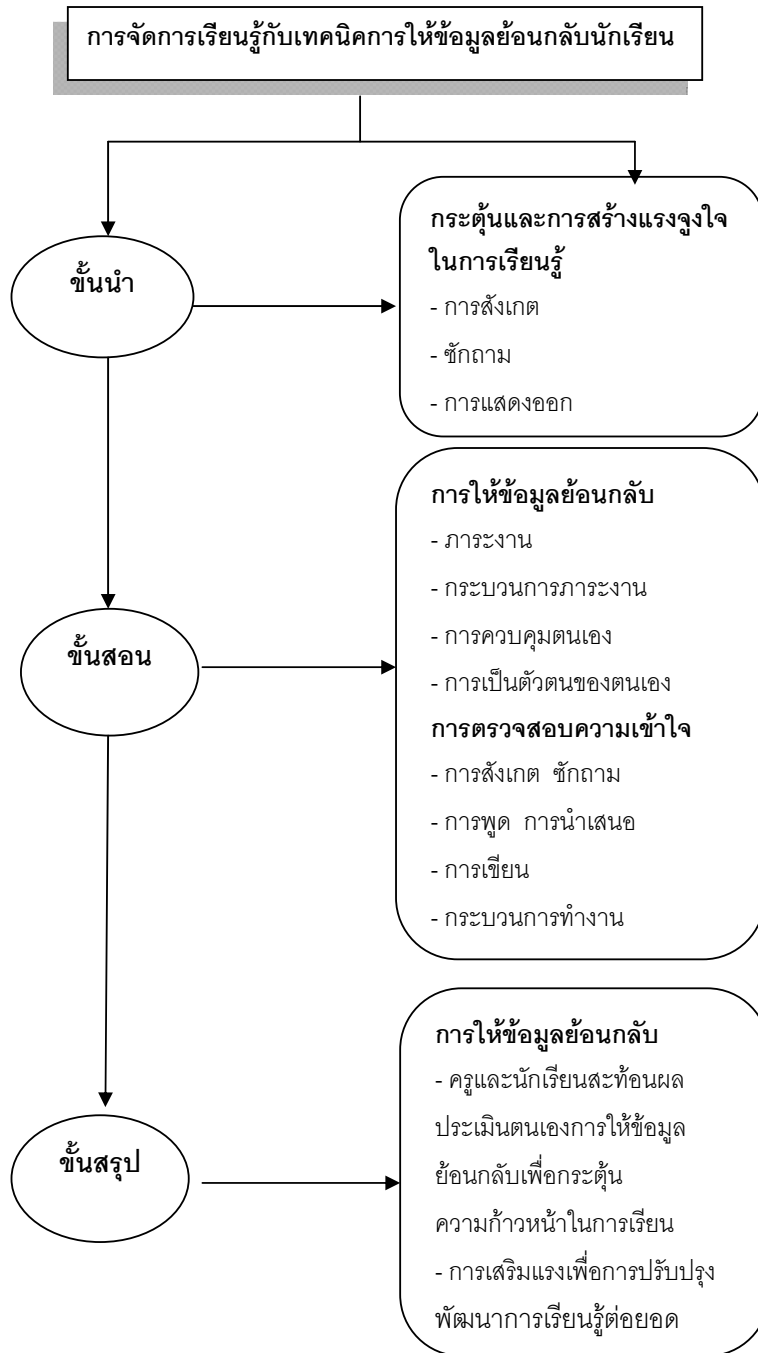 การจัดการเรียนรู้กับเทคนิคการให้ข้อมูลย้อนกลับนักเรียน
ขั้นนำ
กระตุ้นและการสร้างแรงจูงใจ
ในการเรียนรู้
- การสังเกต
- ซักถาม
- การแสดงออก
ขั้นสอน
การให้ข้อมูลย้อนกลับ
- ภาระงาน
- กระบวนการภาระงาน
- การควบคุมตนเอง
- การเป็นตัวตนของตนเอง
การตรวจสอบความเข้าใจ
- การสังเกต ซักถาม
- การพูด การนำเสนอ
- การเขียน
- กระบวนการทำงาน
ขั้นสรุป
การให้ข้อมูลย้อนกลับ
- ครูและนักเรียนสะท้อนผล
ประเมินตนเองการให้ข้อมูล
ย้อนกลับเพื่อกระตุ้น
ความก้าวหน้าในการเรียน
- การเสริมแรงเพื่อการปรับปรุง
พัฒนาการเรียนรู้ต่อยอด